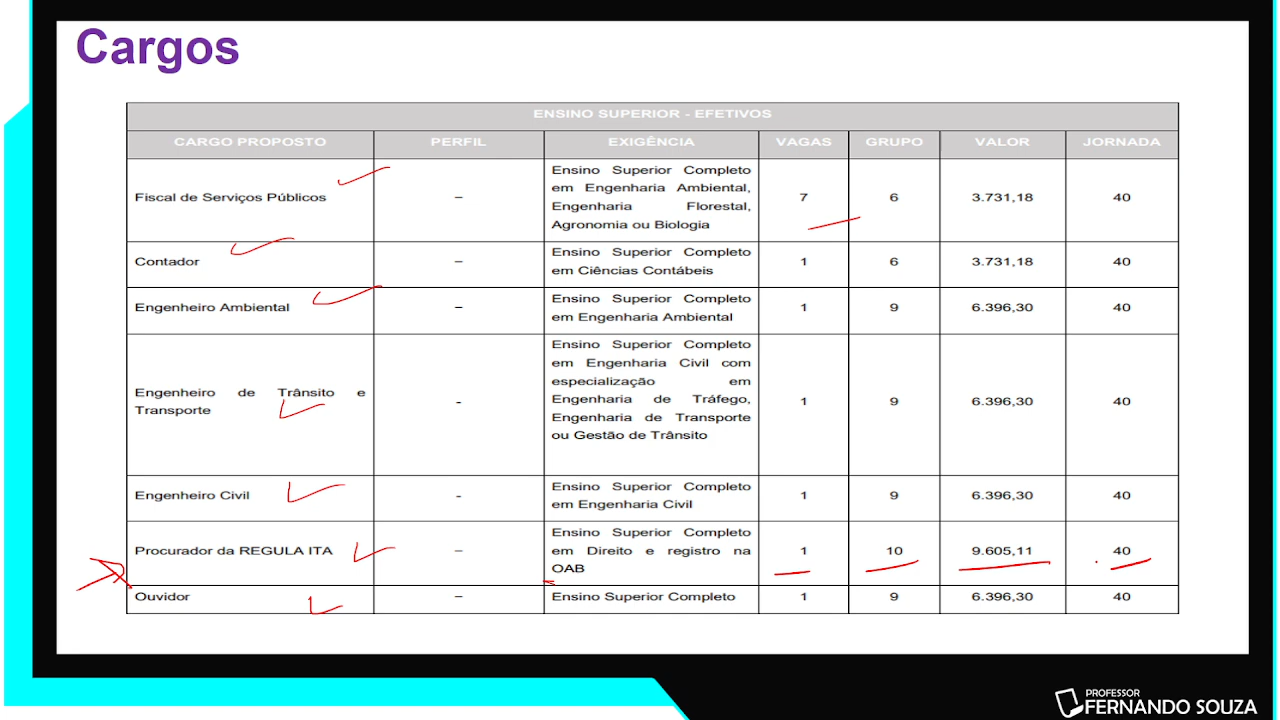 Cargos
ENSINO SUPERIOR - EFETIVOS
CARGO PROPOSTO PERFIL EXIGÊNCIA VAGAS GRUPO VALOR JORNADA
Ensino Superior Completo
em Engenharia Ambiental,
Fiscal de Serviços Públicos – 7 6 3.731,18 40
Engenharia Florestal,
Agronomia ou Biologia
Ensino Superior Completo
Contador – 1 6 3.731,18 40
em Ciências Contábeis
Ensino Superior Completo
Engenheiro Ambiental – 1 9 6.396,30 40
em Engenharia Ambiental
Ensino Superior Completo
em Engenharia Civil com
especialização em
Engenheiro de Trânsito e
Transporte - 1 9 6.396,30 40
Engenharia de Tráfego,
Engenharia de Transporte
ou Gestão de Trânsito
Ensino Superior Completo
Engenheiro Civil - 1 9 6.396,30 40
em Engenharia Civil
Ensino Superior Completo
Procurador da REGULA ITA – em Direito e registro na 1 10 9.605,11 40
OAB
Ouvidor – Ensino Superior Completo 1 9 6.396,30 40
PROFESSOR
FERNANDO SOUZA